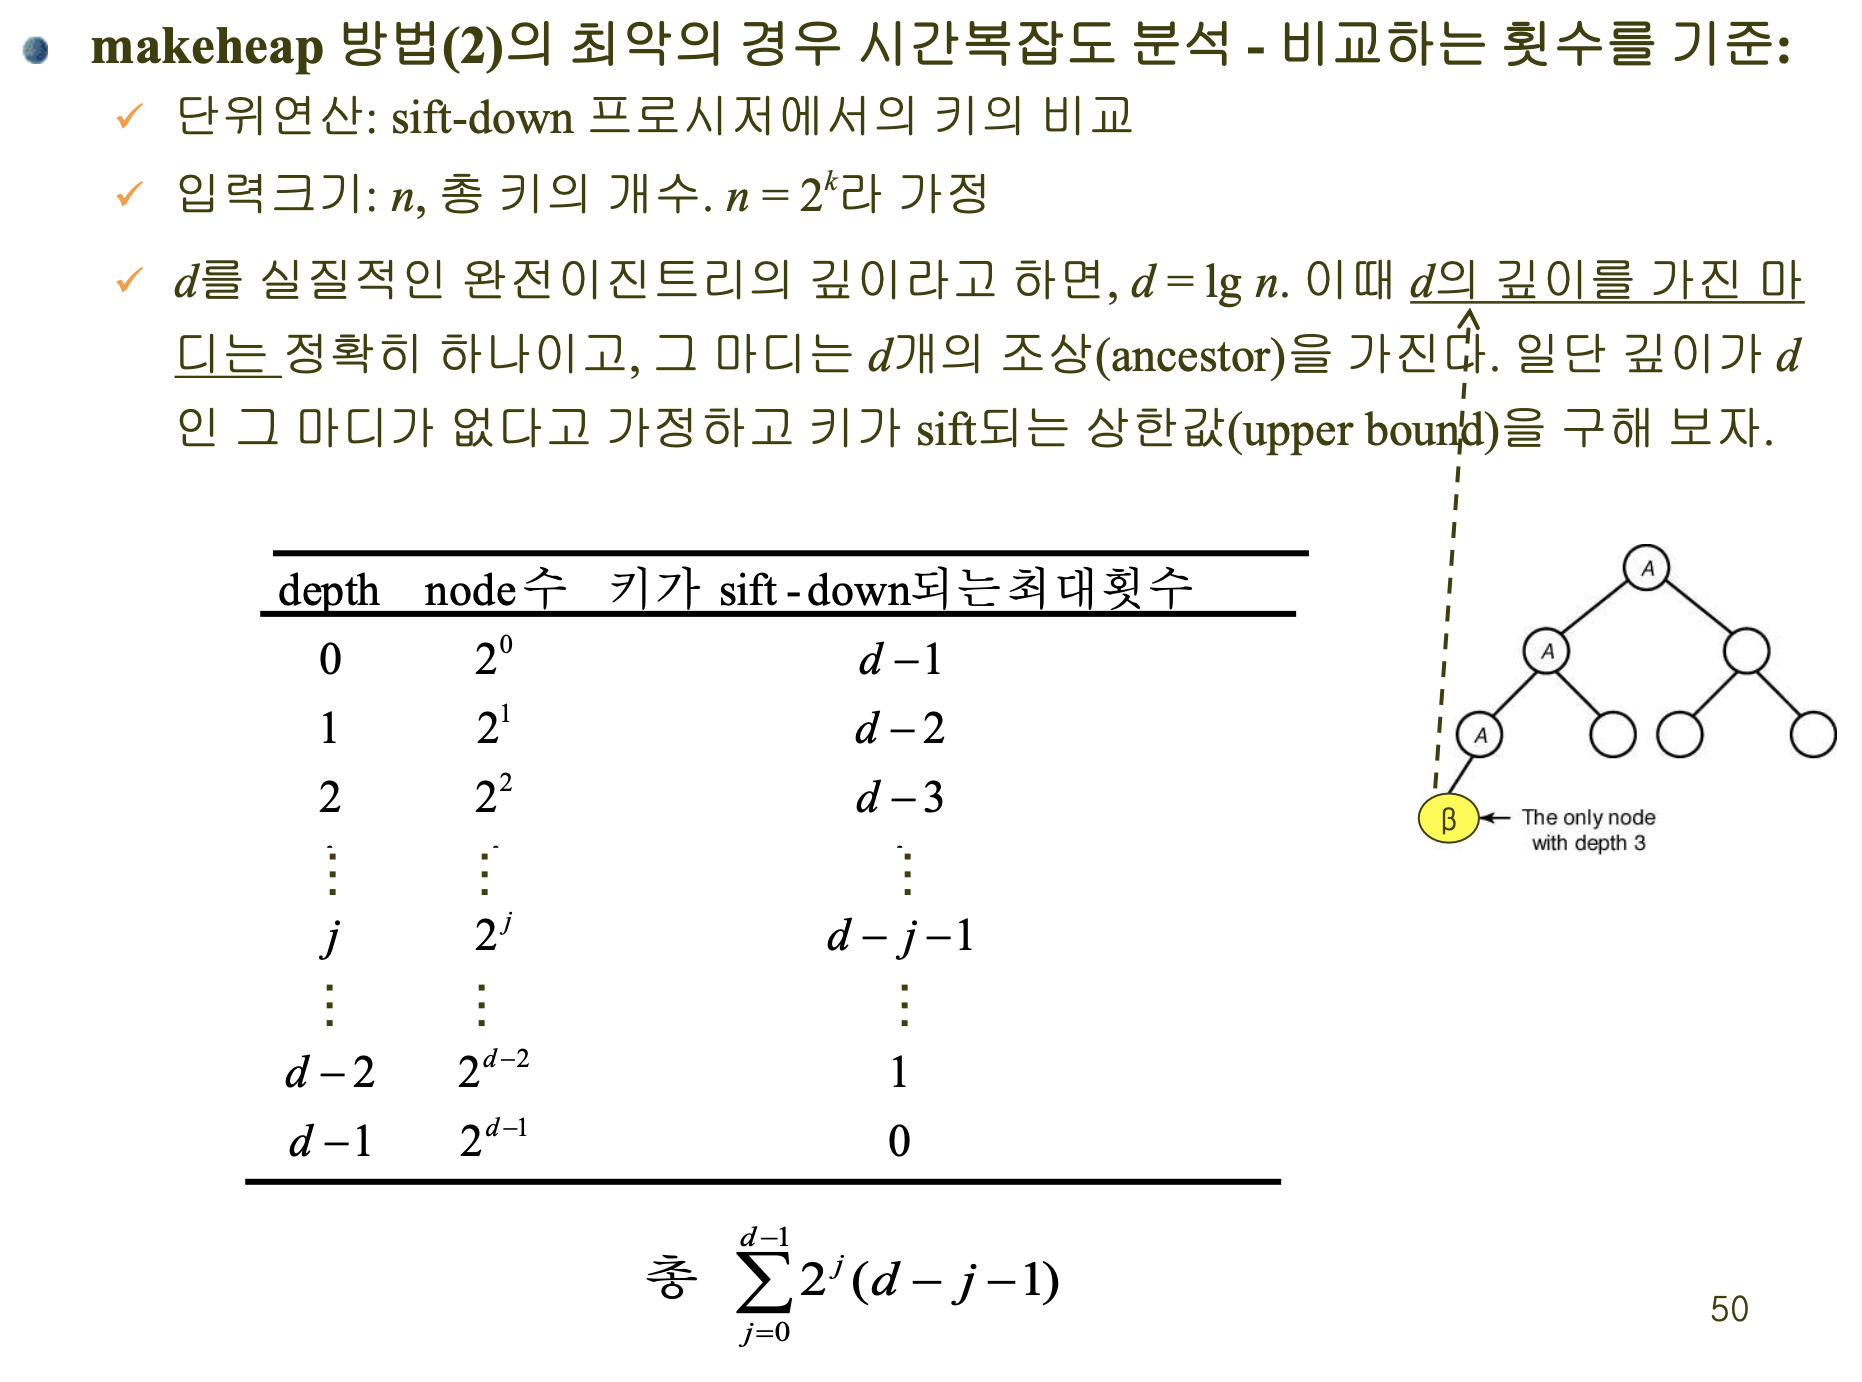 makeheap 방법(2)의 최악의 경우 시간복잡도 분석 - 비교하는 횟수를 기준:
✓ 단위연산: sift-down 프로시저에서의 키의 비교
✓ 입력크기: n, 총 키의 개수. n = 2^k라 가정
✓ d를 실질적인 완전이진트리의 깊이라고 하면, d = lg n. 이때 d의 깊이를 가진 마
디는 정확히 하나이고, 그 마디는 d개의 조상(ancestor)을 가진다. 일단 깊이가 d
인 그 마디가 없다고 가정하고 키가 sift되는 상한값(upper bound)을 구해 보자.
depth node수 키가 sift-down되는최대횟수
0 2^0 d−1
1 2^1 d−2
2 2^2 d−3
⋮ ⋮ ⋮
j 2^j d−j−1
⋮ ⋮ ⋮
d−2 2^{d−2} 1
d−1 2^{d−1} 0
총 ∑_{j=0}^{d−1} 2^j (d−j−1)
A
A
A
β The only node
with depth 3
50